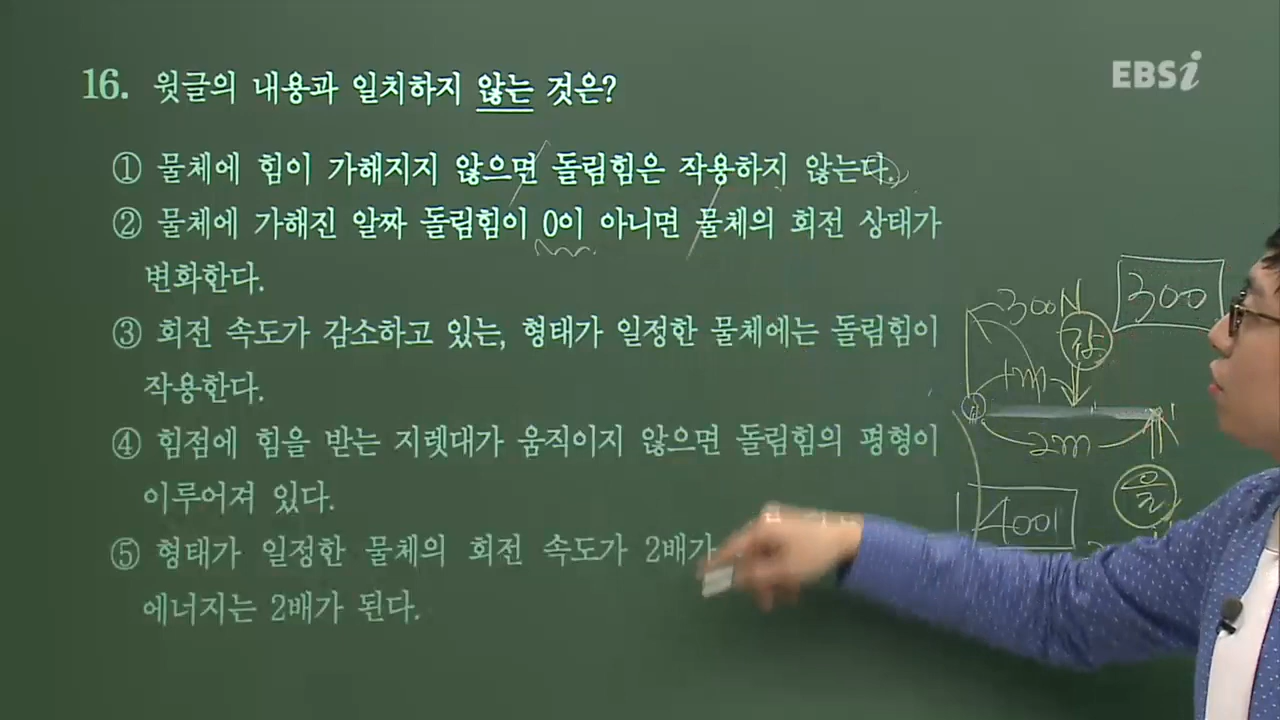 EBSi
16. 윗글의 내용과 일치하지 않는 것은?
① 물체에 힘이 가해지지 않으면 돌림힘은 작용하지 않는다.
② 물체에 가해진 알짜 돌림힘이 0이 아니면 물체의 회전 상태가
변화한다.
③ 회전 속도가 감소하고 있는, 형태가 일정한 물체에는 돌림힘이
작용한다.
④ 힘점에 힘을 받는 지렛대가 움직이지 않으면 돌림힘의 평형이
이루어져 있다.
⑤ 형태가 일정한 물체의 회전 속도가 2배가
에너지는 2배가 된다.
300N
300
갑
1m
2m
을
400